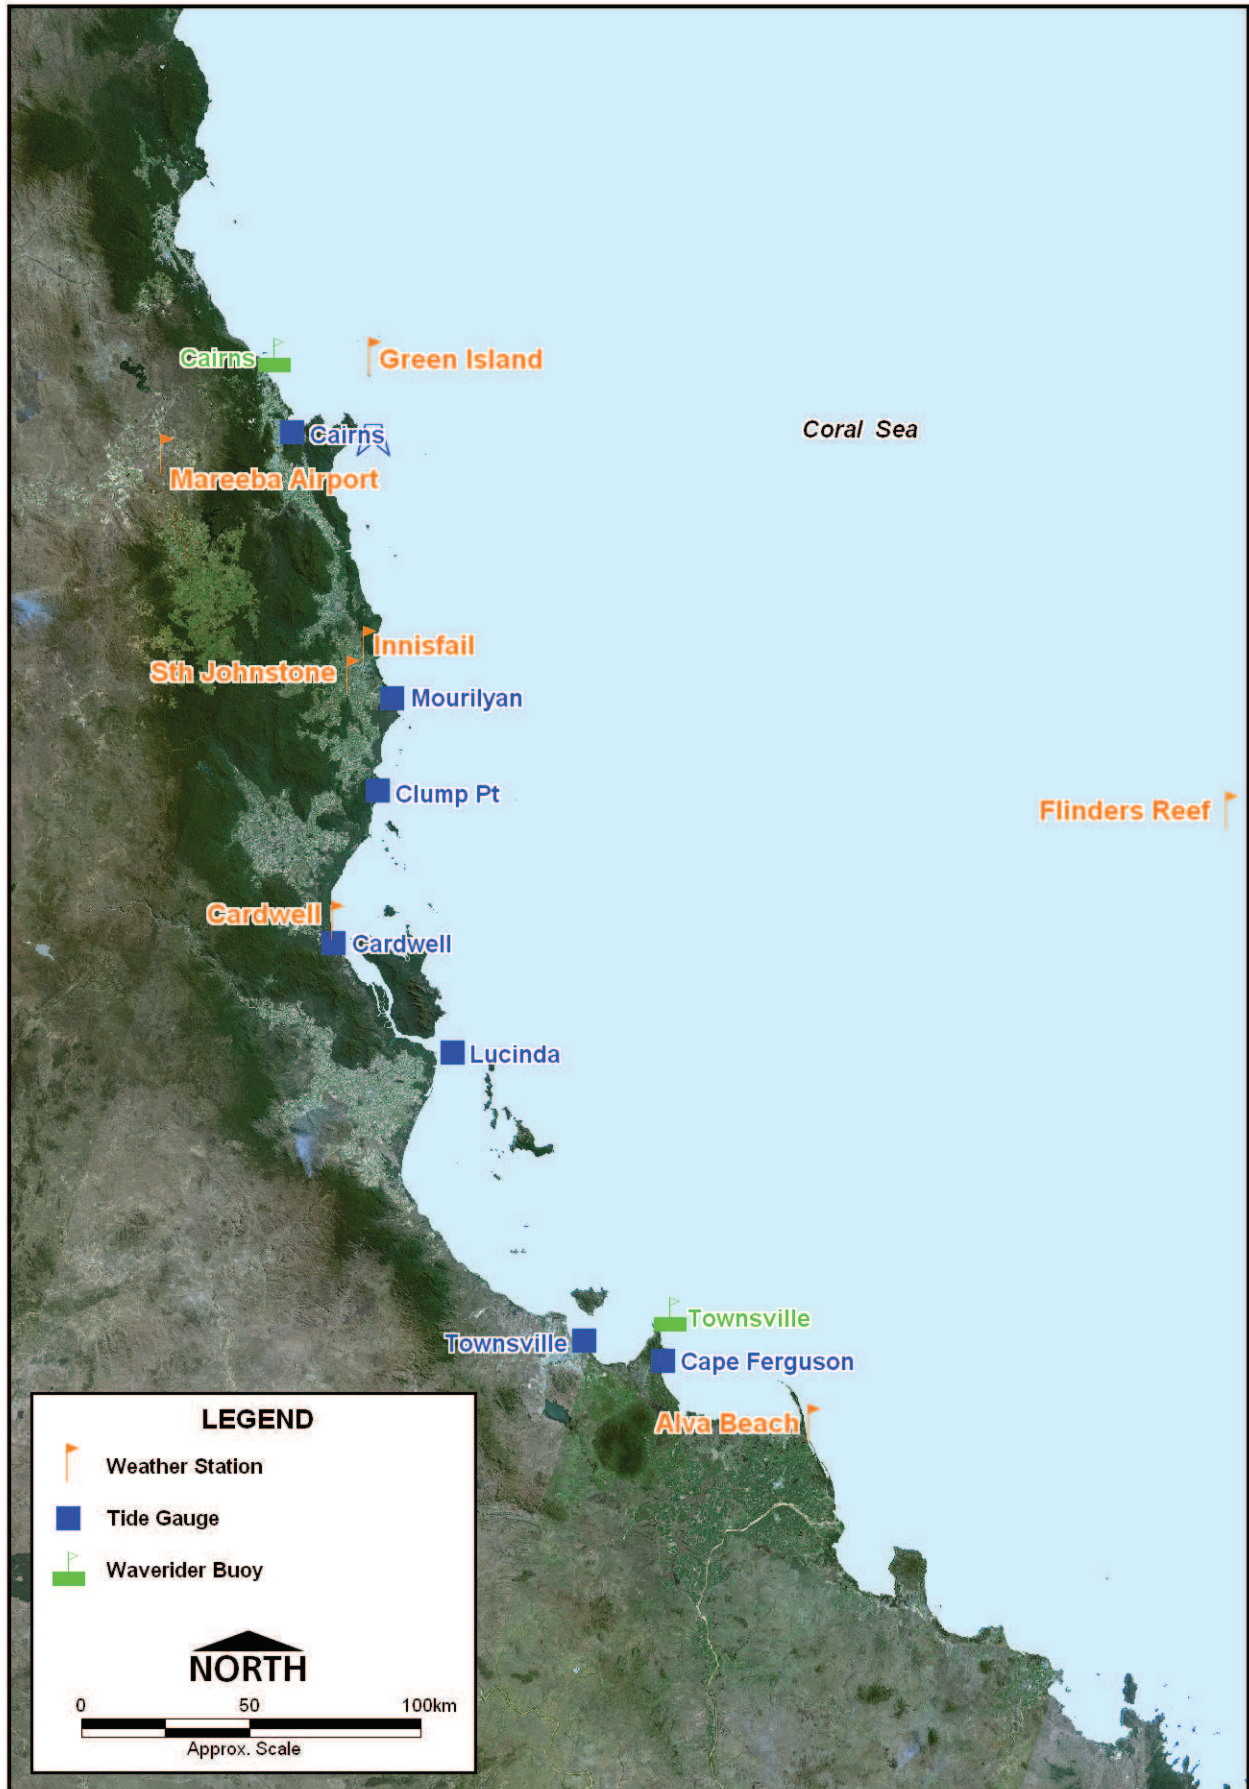 Cairns
Green Island
Coral Sea
Cairns
Mareeba Airport
Innisfail
Sth Johnstone
Mourilyan
Clump Pt
Flinders Reef
Cardwell
Cardwell
Lucinda
Townsville
Townsville
Cape Ferguson
Alva Beach
LEGEND
Weather Station
Tide Gauge
Waverider Buoy
NORTH
0 50 100km
Approx. Scale